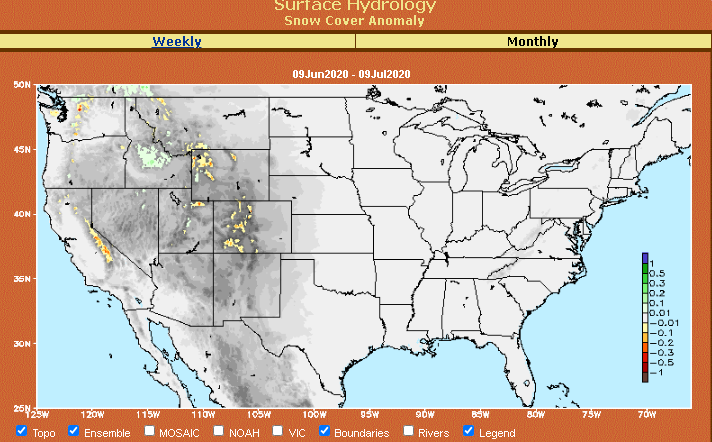 Surface Hydrology
Snow Cover Anomaly
Weekly Monthly
09Jun2020 - 09Jul2020
50N
45N
40N
35N
30N
25N
1
0.5
0.3
0.2
0.1
0.01
-0.01
-0.1
-0.2
-0.3
-0.5
-1
125W 120W 115W 110W 105W 100W 95W 90W 85W 80W 75W 70W
Topo Ensemble MOSAIC NOAH VIC Boundaries Rivers Legend